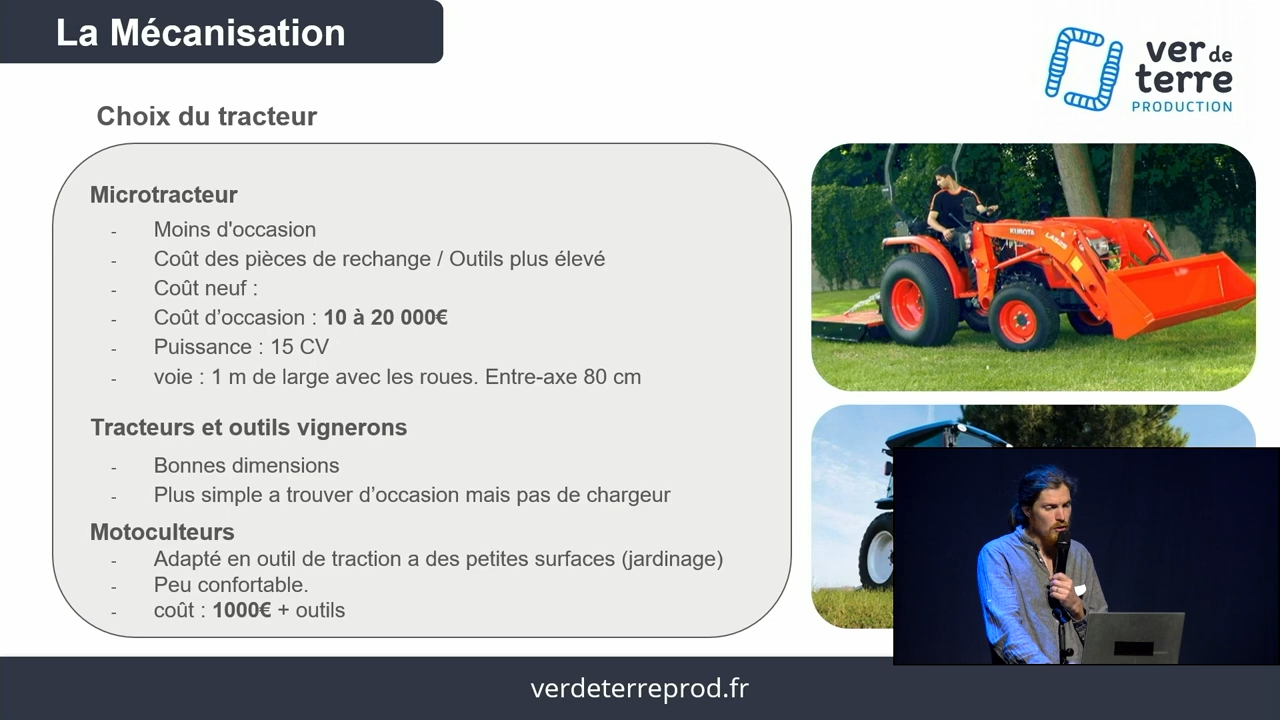 La Mécanisation
ver de
terre
PRODUCTION
Choix du tracteur
Microtracteur
- Moins d'occasion
- Coût des pièces de rechange / Outils plus élevé
- Coût neuf :
- Coût d’occasion : 10 à 20 000€
- Puissance : 15 CV
- voie : 1 m de large avec les roues. Entre-axe 80 cm
Tracteurs et outils vignerons
- Bonnes dimensions
- Plus simple a trouver d’occasion mais pas de chargeur
Motoculteurs
- Adapté en outil de traction a des petites surfaces (jardinage)
- Peu confortable.
- coût : 1000€ + outils
KUBOTA
LA525
verdeterreprod.fr